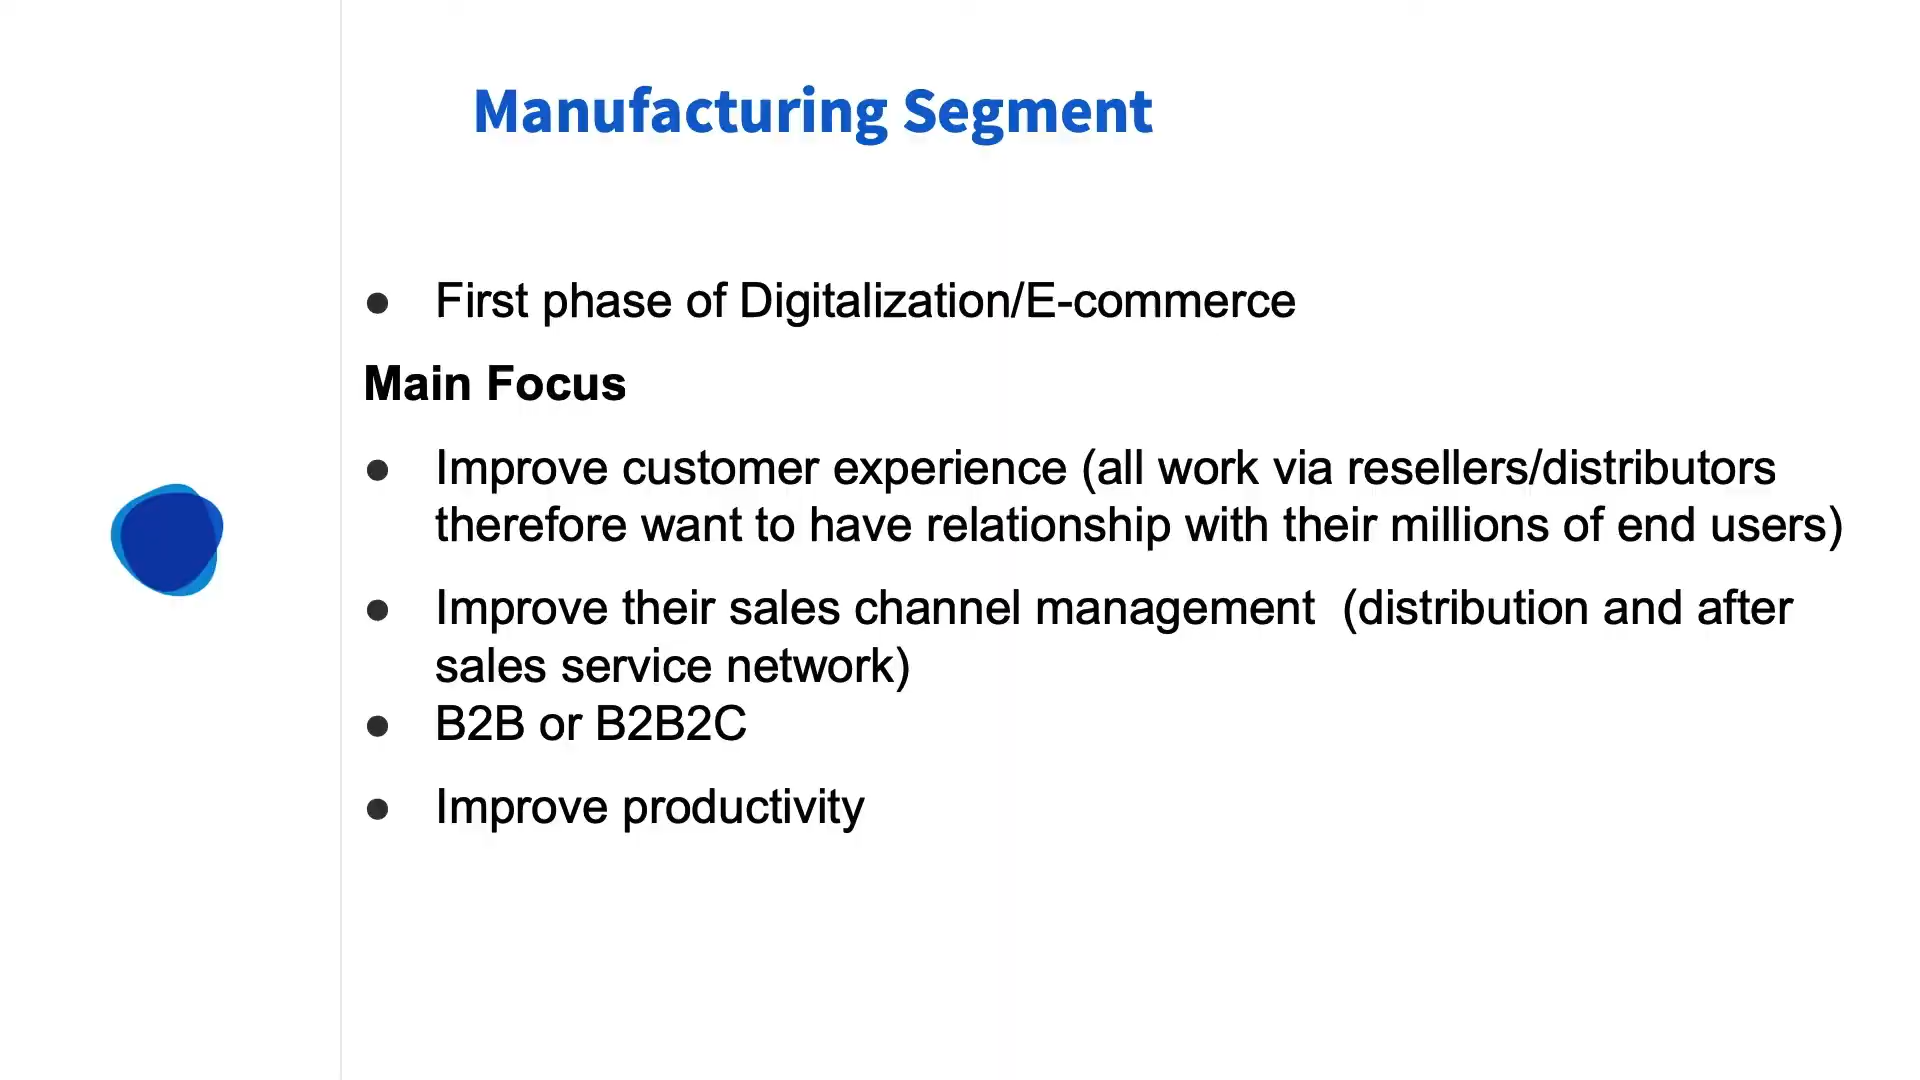 Manufacturing Segment
● First phase of Digitalization/E-commerce
Main Focus
● Improve customer experience (all work via resellers/distributors
therefore want to have relationship with their millions of end users)
● Improve their sales channel management  (distribution and after
sales service network)
● B2B or B2B2C
● Improve productivity